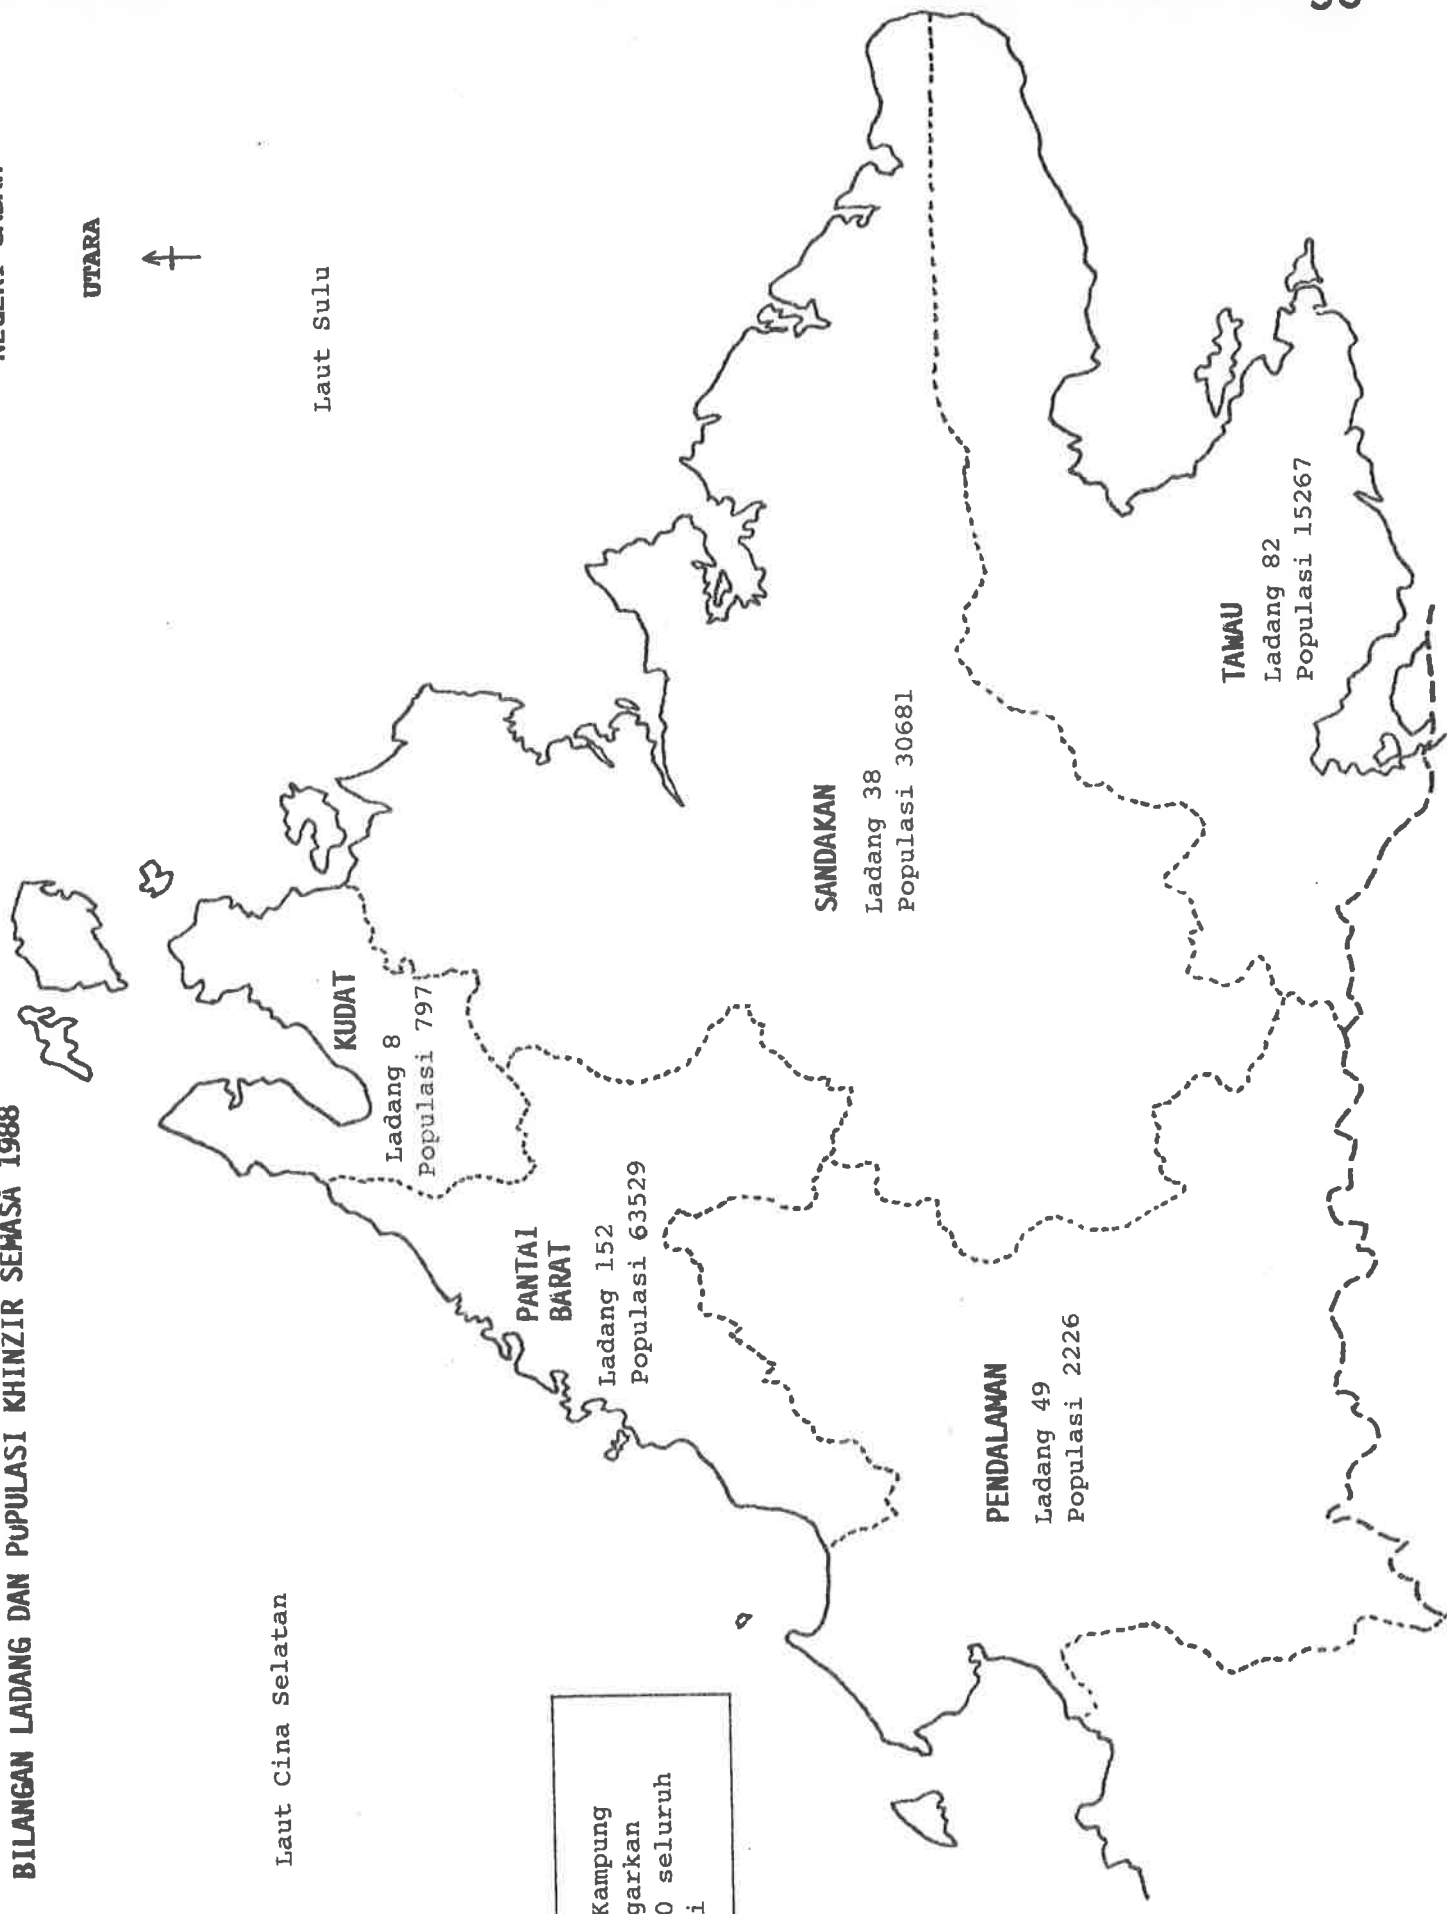 BILANGAN LADANG DAN PUPULASI KHINZIR SEMASA 1988
UTARA
Laut Sulu
Laut Cina Selatan
KUDAT
Ladang 8
Populasi 797
PANTAI
BARAT
Ladang 152
Populasi 63529
SANDAKAN
Ladang 38
Populasi 30681
TAWAU
Ladang 82
Populasi 15267
PENDALAMAN
Ladang 49
Populasi 2226
Kampung
garkan
0 seluruh
i